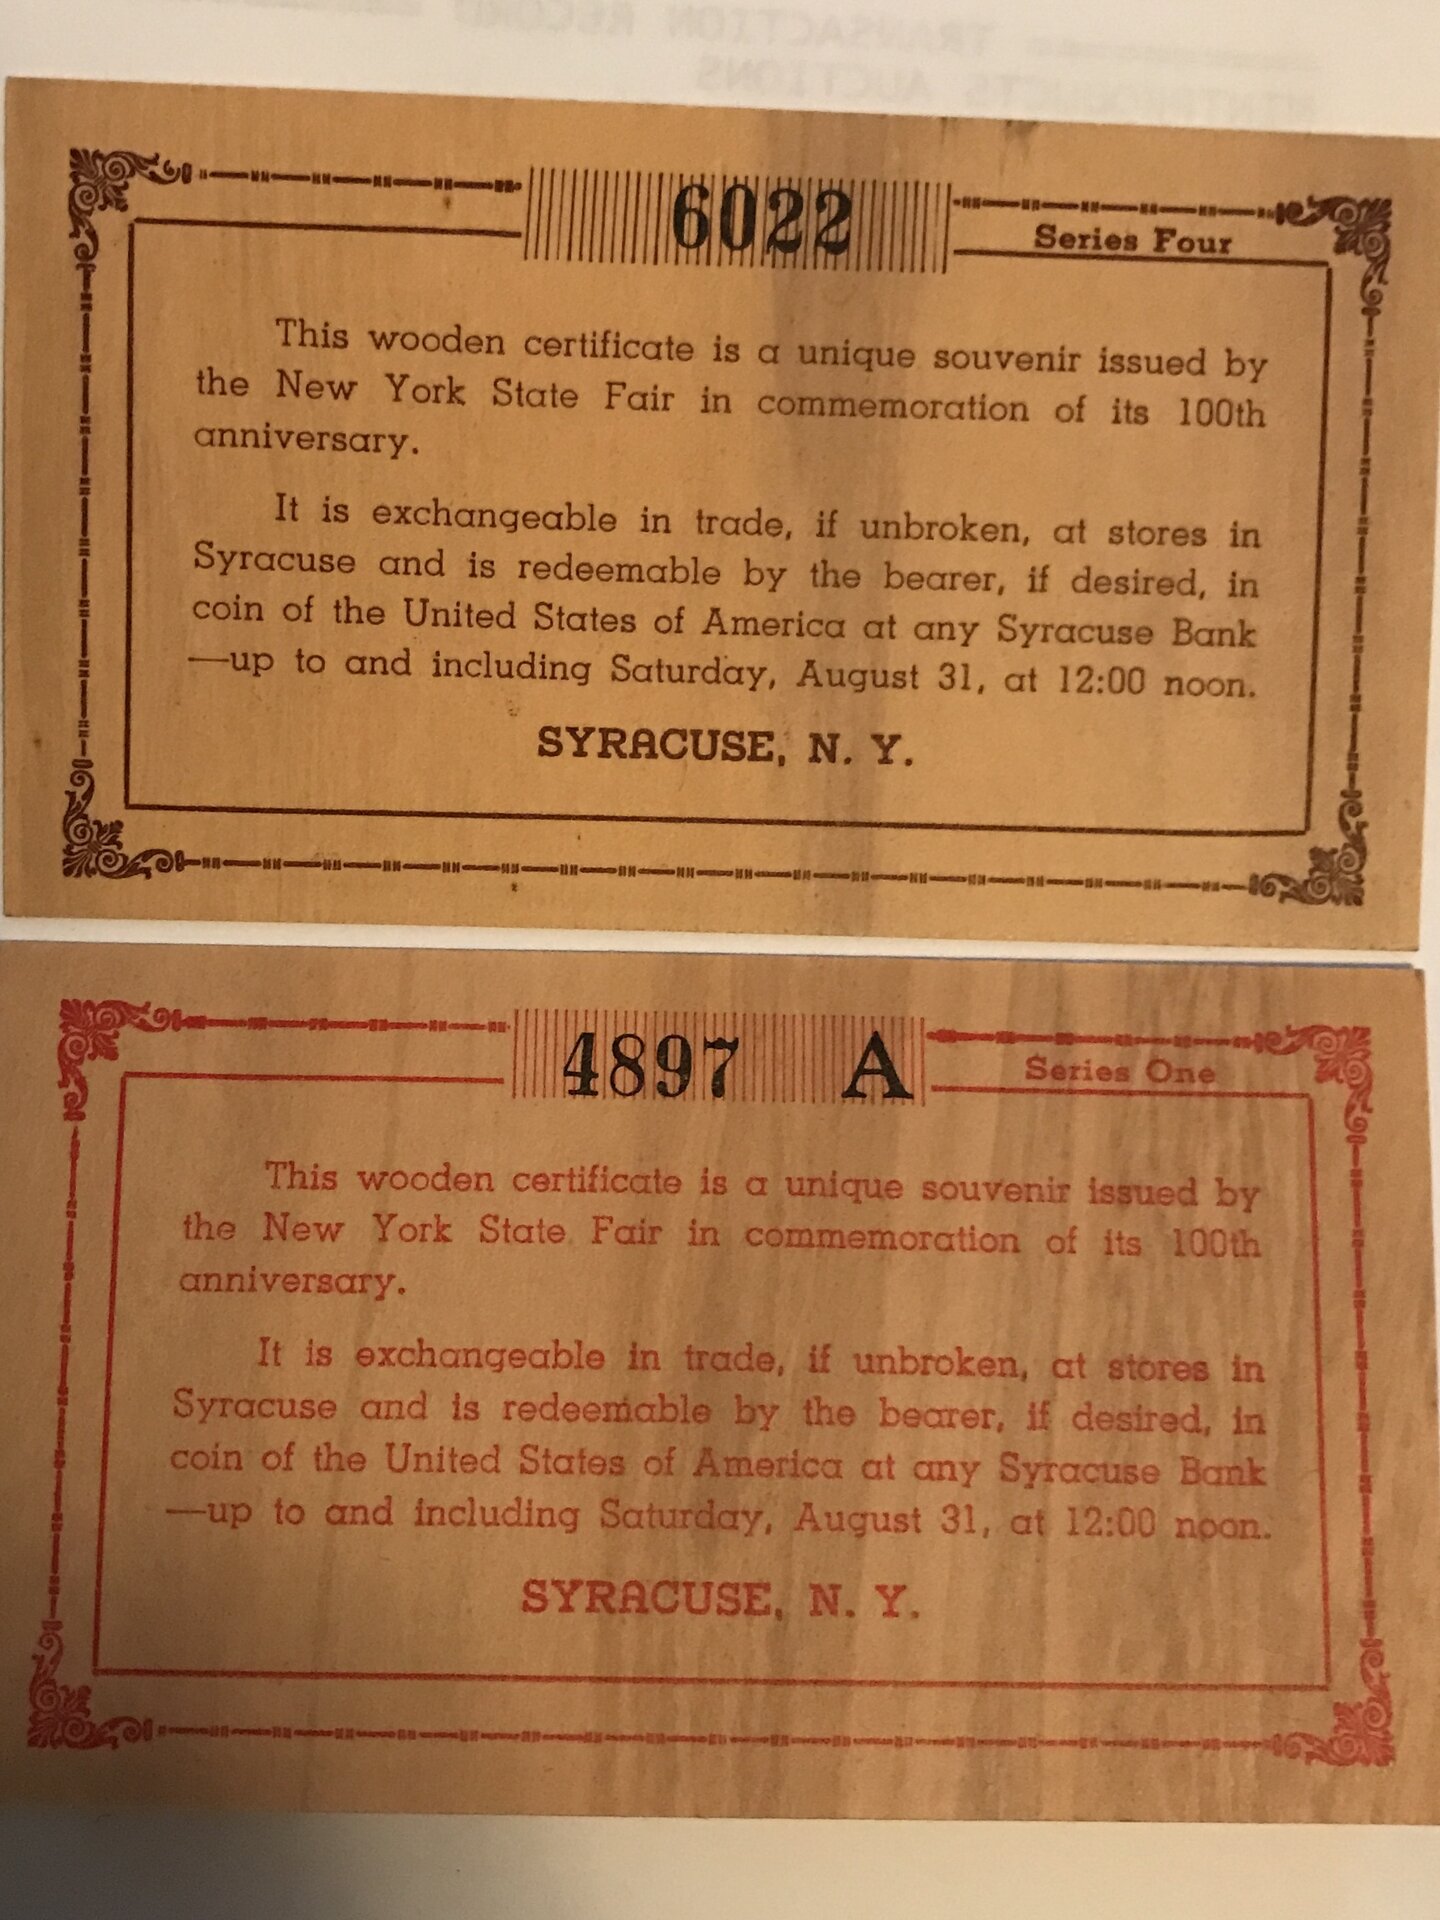 TRANSACTION RECORD
AUCTIONS
6022
Series Four
This wooden certificate is a unique souvenir issued by
the New York State Fair in commemoration of its 100th
anniversary.
It is exchangeable in trade, if unbroken, at stores in
Syracuse and is redeemable by the bearer, if desired, in
coin of the United States of America at any Syracuse Bank
—up to and including Saturday, August 31, at 12:00 noon.
SYRACUSE, N. Y.
4897 A
Series One
This wooden certificate is a unique souvenir issued by
the New York State Fair in commemoration of its 100th
anniversary.
It is exchangeable in trade, if unbroken, at stores in
Syracuse and is redeemable by the bearer, if desired, in
coin of the United States of America at any Syracuse Bank
—up to and including Saturday, August 31, at 12:00 noon.
SYRACUSE, N. Y.